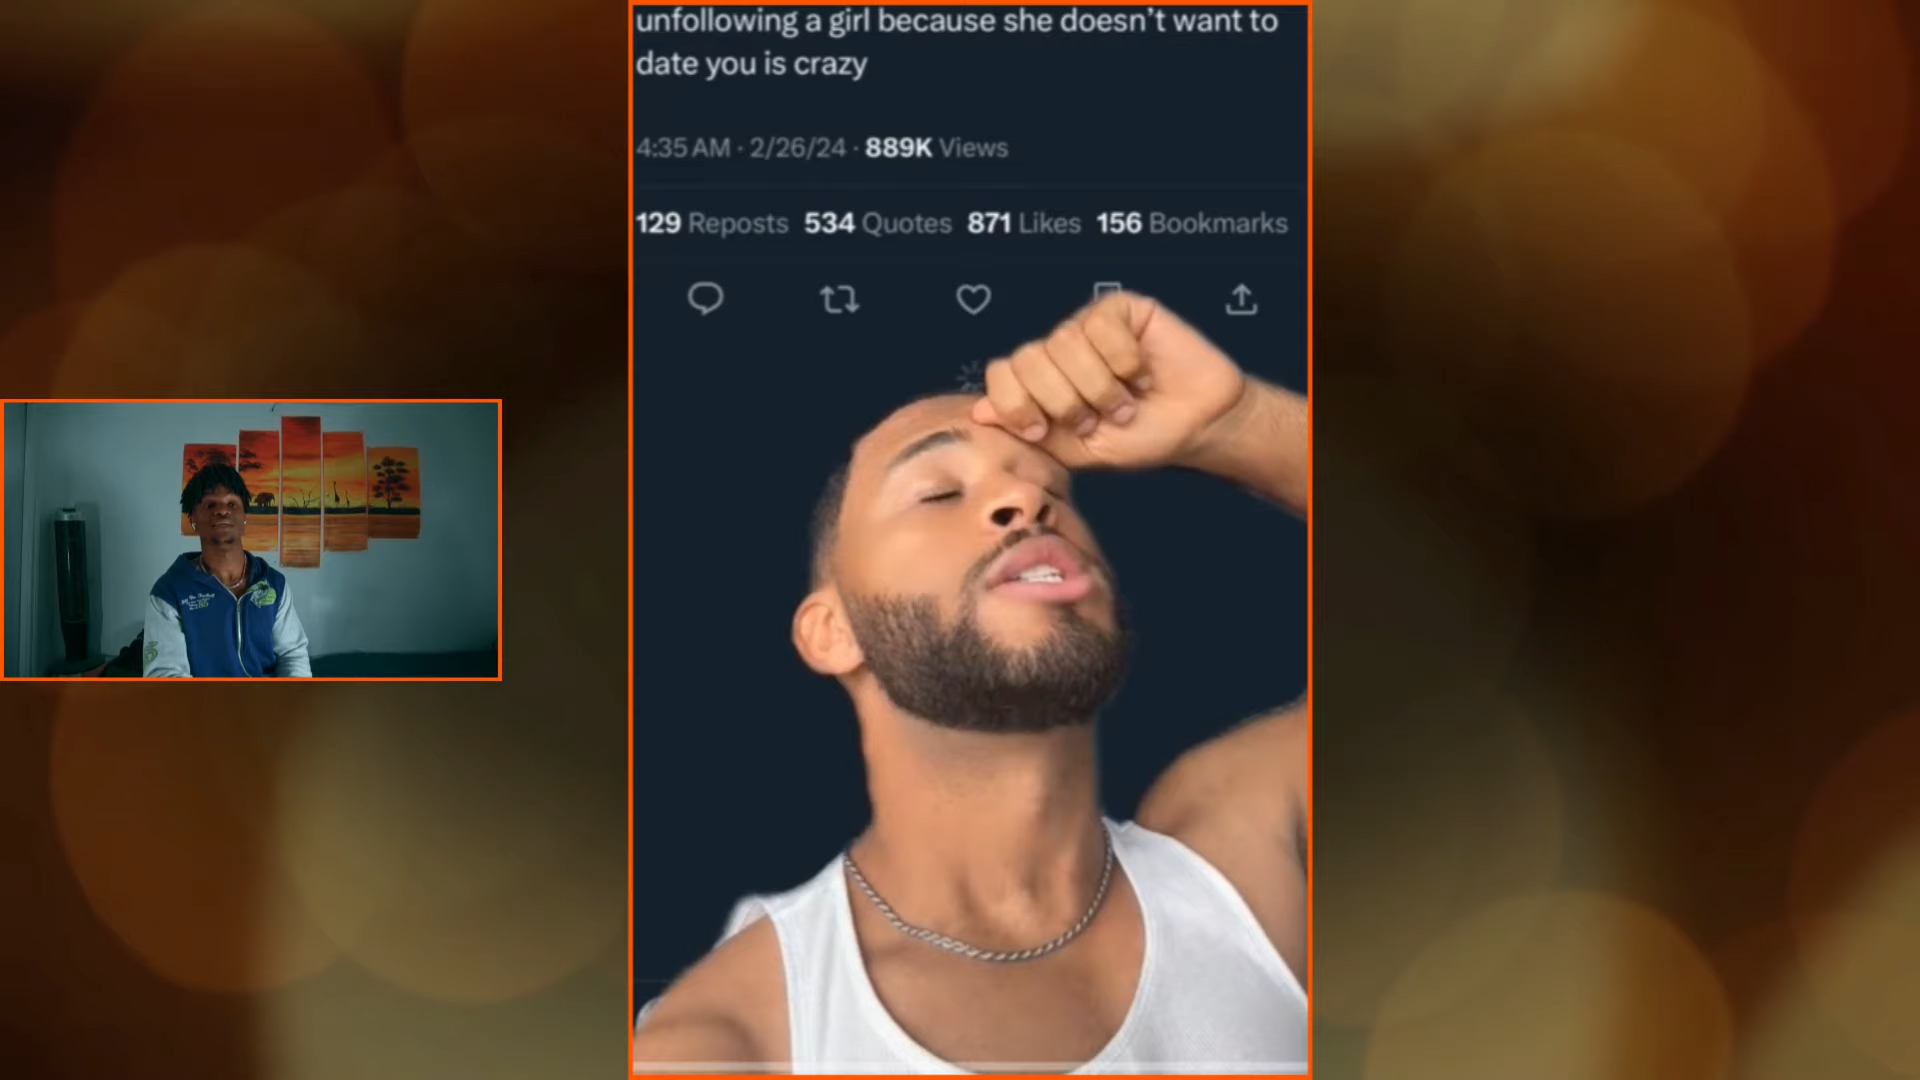 unfollowing a girl because she doesn’t want to
date you is crazy
4:35 AM · 2/26/24 · 889K Views
129 Reposts 534 Quotes 871 Likes 156 Bookmarks